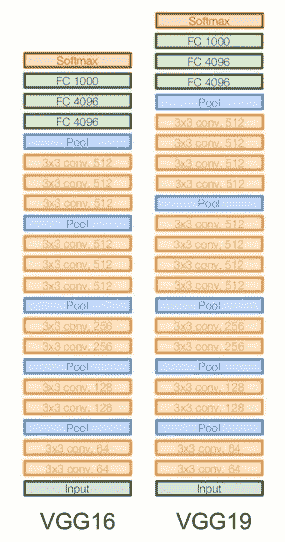 Softmax
FC 1000
FC 4096
FC 4096
Pool
3x3 conv, 512
3x3 conv, 512
3x3 conv, 512
Pool
3x3 conv, 512
3x3 conv, 512
3x3 conv, 512
Pool
3x3 conv, 256
3x3 conv, 256
Pool
3x3 conv, 128
3x3 conv, 128
Pool
3x3 conv, 64
3x3 conv, 64
Input
VGG16
Softmax
FC 1000
FC 4096
FC 4096
Pool
3x3 conv, 512
3x3 conv, 512
3x3 conv, 512
3x3 conv, 512
Pool
3x3 conv, 512
3x3 conv, 512
3x3 conv, 512
3x3 conv, 512
Pool
3x3 conv, 256
3x3 conv, 256
Pool
3x3 conv, 128
3x3 conv, 128
Pool
3x3 conv, 64
3x3 conv, 64
Input
VGG19